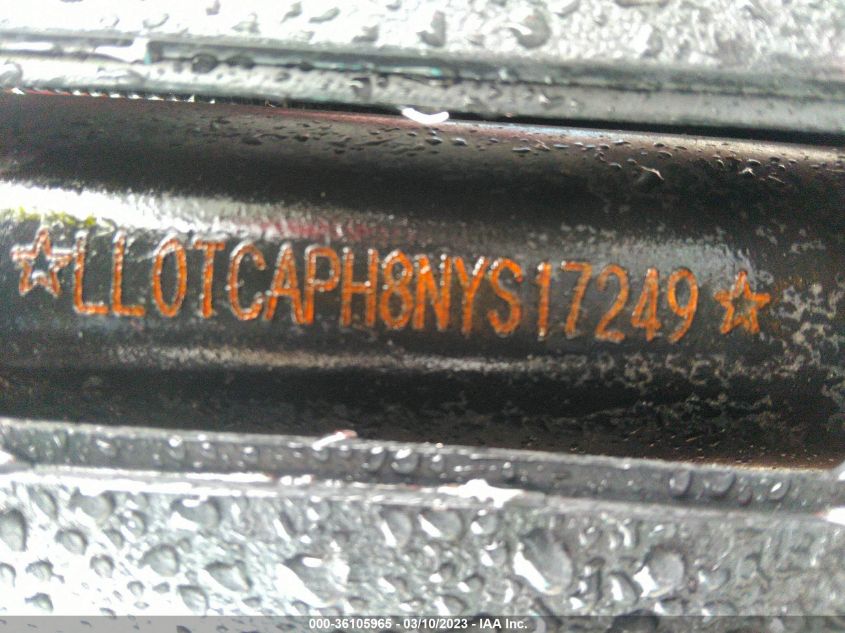 ☆LL0TCAPH8NYS17249☆
000-36105965 - 03/10/2023 - IAA Inc.